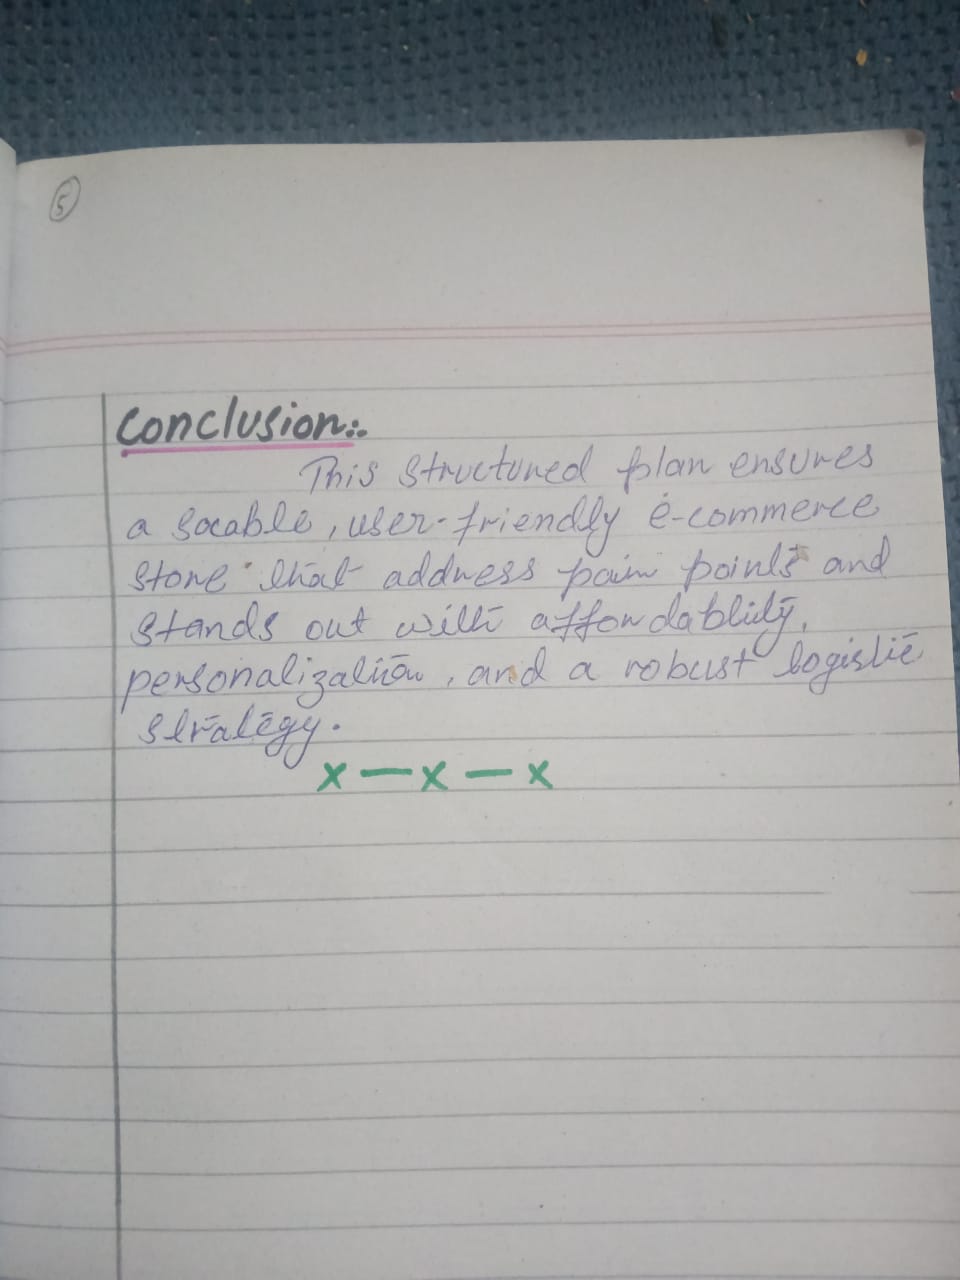 5
Conclusion:.
This structured plan ensures
a socable, user-friendly e-commerce
store that address pain points and
stands out with affordablity,
personalization, and a robust logistic
strategy.
x — x — x